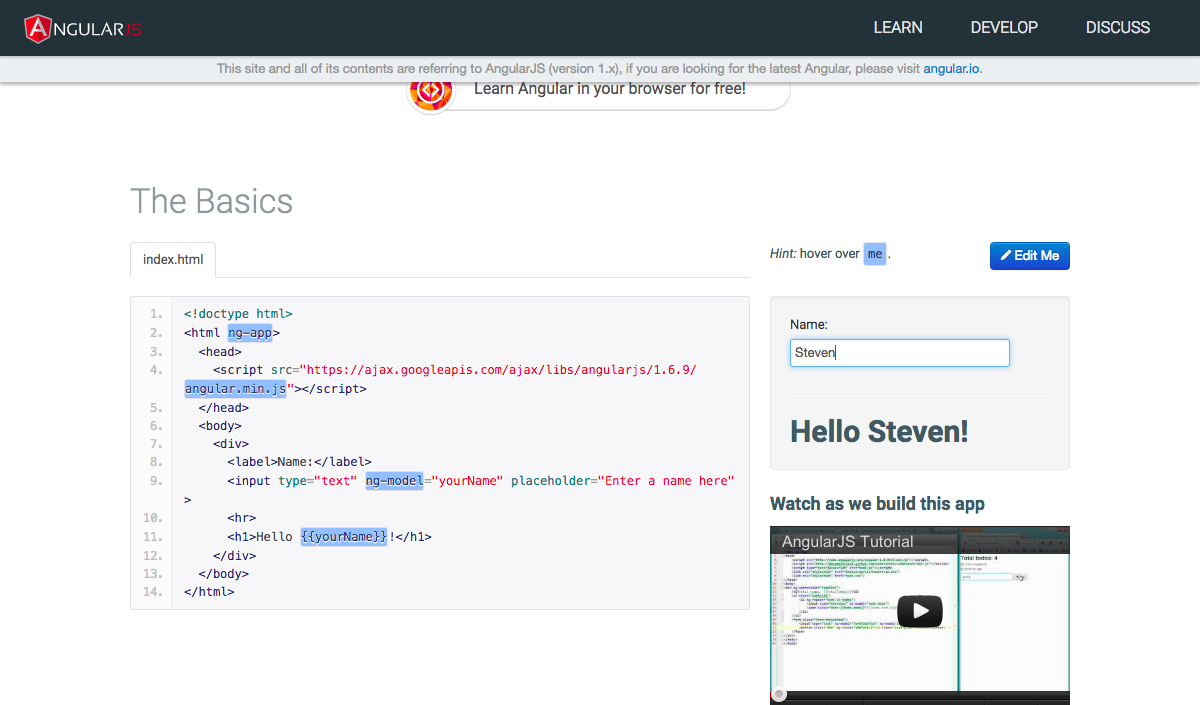 ANGULARJS
LEARN DEVELOP DISCUSS
This site and all of its contents are referring to AngularJS (version 1.x), if you are looking for the latest Angular, please visit angular.io.
Learn Angular in your browser for free!
The Basics
index.html
1. <!doctype html>
2. <html ng-app>
3. <head>
4. <script src="https://ajax.googleapis.com/ajax/libs/angularjs/1.6.9/
angular.min.js"></script>
5. </head>
6. <body>
7. <div>
8. <label>Name:</label>
9. <input type="text" ng-model="yourName" placeholder="Enter a name here"
>
10. <hr>
11. <h1>Hello {{yourName}}!</h1>
12. </div>
13. </body>
14. </html>
Hint: hover over me .
Edit Me
Name:
Steven
Hello Steven!
Watch as we build this app
AngularJS Tutorial
Total todos: 4